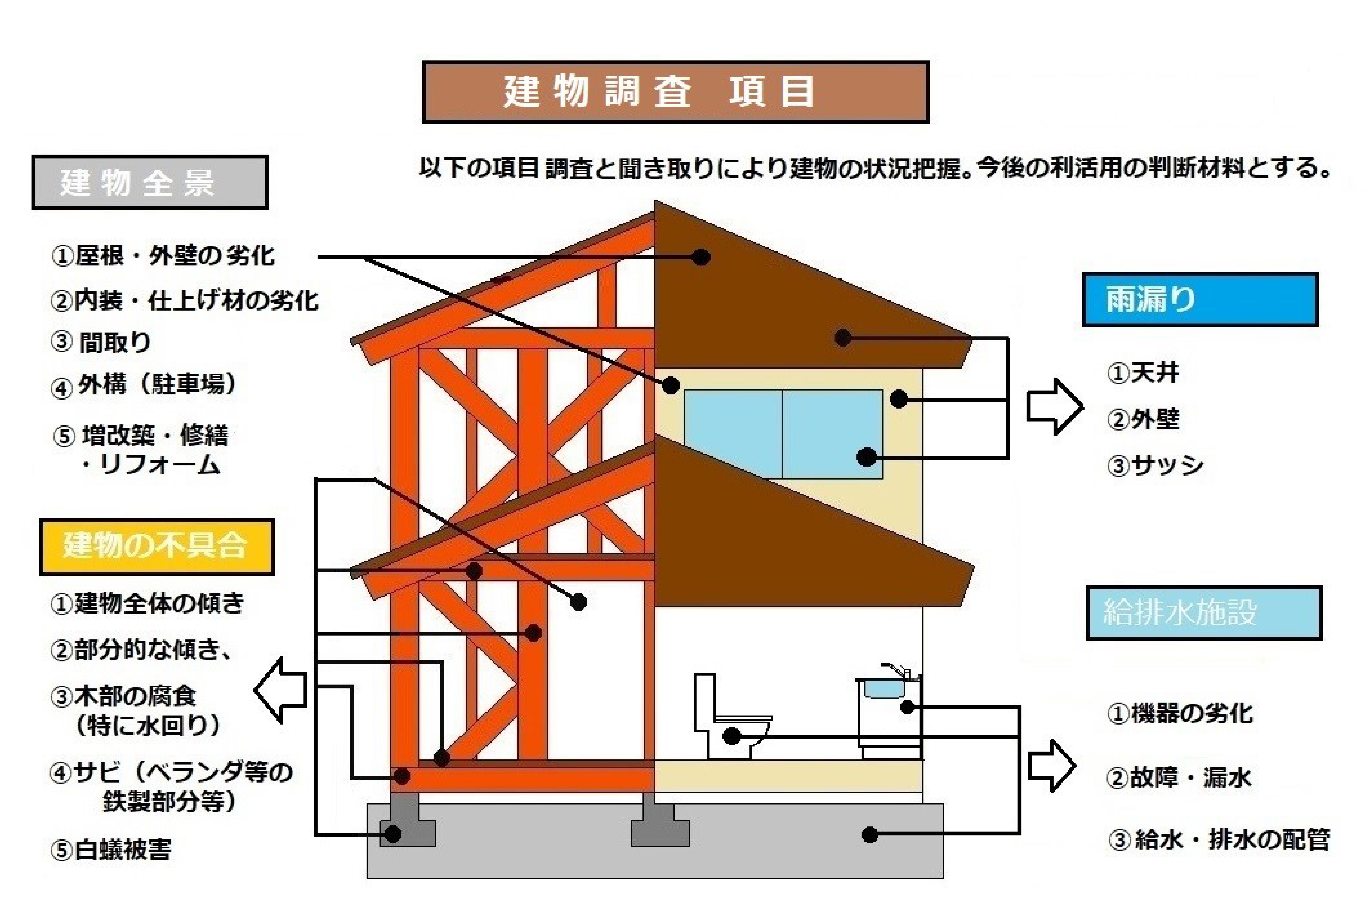 建物調査 項目
以下の項目調査と聞き取りにより建物の状況把握。今後の利活用の判断材料とする。
建物全景
①屋根・外壁の劣化
②内装・仕上げ材の劣化
③間取り
④外構（駐車場）
⑤増改築・修繕
・リフォーム
建物の不具合
①建物全体の傾き
②部分的な傾き、
③木部の腐食
（特に水回り）
④サビ（ベランダ等の
鉄製部分等）
⑤白蟻被害
雨漏り
①天井
②外壁
③サッシ
給排水施設
①機器の劣化
②故障・漏水
③給水・排水の配管